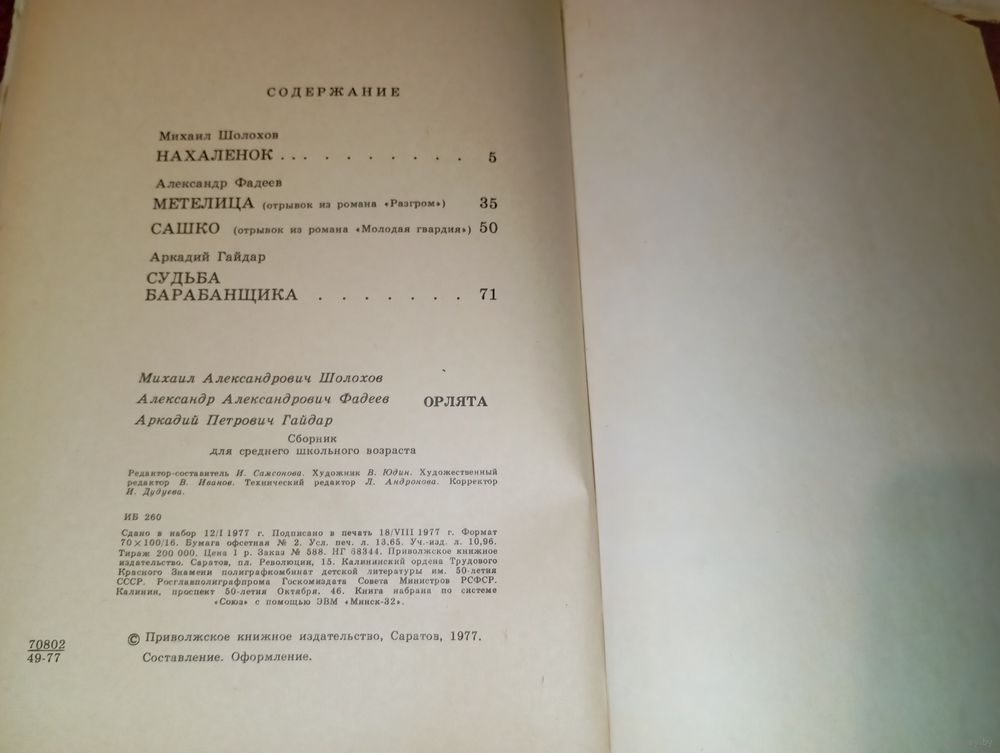 СОДЕРЖАНИЕ
Михаил Шолохов
НАХАЛЕНОК . . . . . . . . . . 5
Александр Фадеев
МЕТЕЛИЦА (отрывок из романа «Разгром») 35
САШКО (отрывок из романа «Молодая гвардия») 50
Аркадий Гайдар
СУДЬБА
БАРАБАНЩИКА . . . . . . . 71
Михаил Александрович Шолохов
Александр Александрович Фадеев ОРЛЯТА
Аркадий Петрович Гайдар
Сборник
для среднего школьного возраста
Редактор-составитель И. Самсонова. Художник В. Юдин. Художественный
редактор В. Иванов. Технический редактор Л. Андронова. Корректор
И. Дудуева.
ИБ 260
Сдано в набор 12/I 1977 г. Подписано в печать 18/VIII 1977 г. Формат
70×100/16. Бумага офсетная № 2. Усл. печ. л. 13,65. Уч.-изд. л. 10,96.
Тираж 200 000. Цена 1 р. Заказ № 588. НГ 68344. Приволжское книжное
издательство. Саратов, пл. Революции, 15. Калининский ордена Трудового
Красного Знамени полиграфкомбинат детской литературы им. 50-летия
СССР. Росглавполиграфпрома Госкомиздата Совета Министров РСФСР.
Калинин, проспект 50-летия Октября. 46. Книга набрана по системе
«Союз» с помощью ЭВМ «Минск-32».
70802
49-77
© Приволжское книжное издательство, Саратов, 1977.
Составление. Оформление.